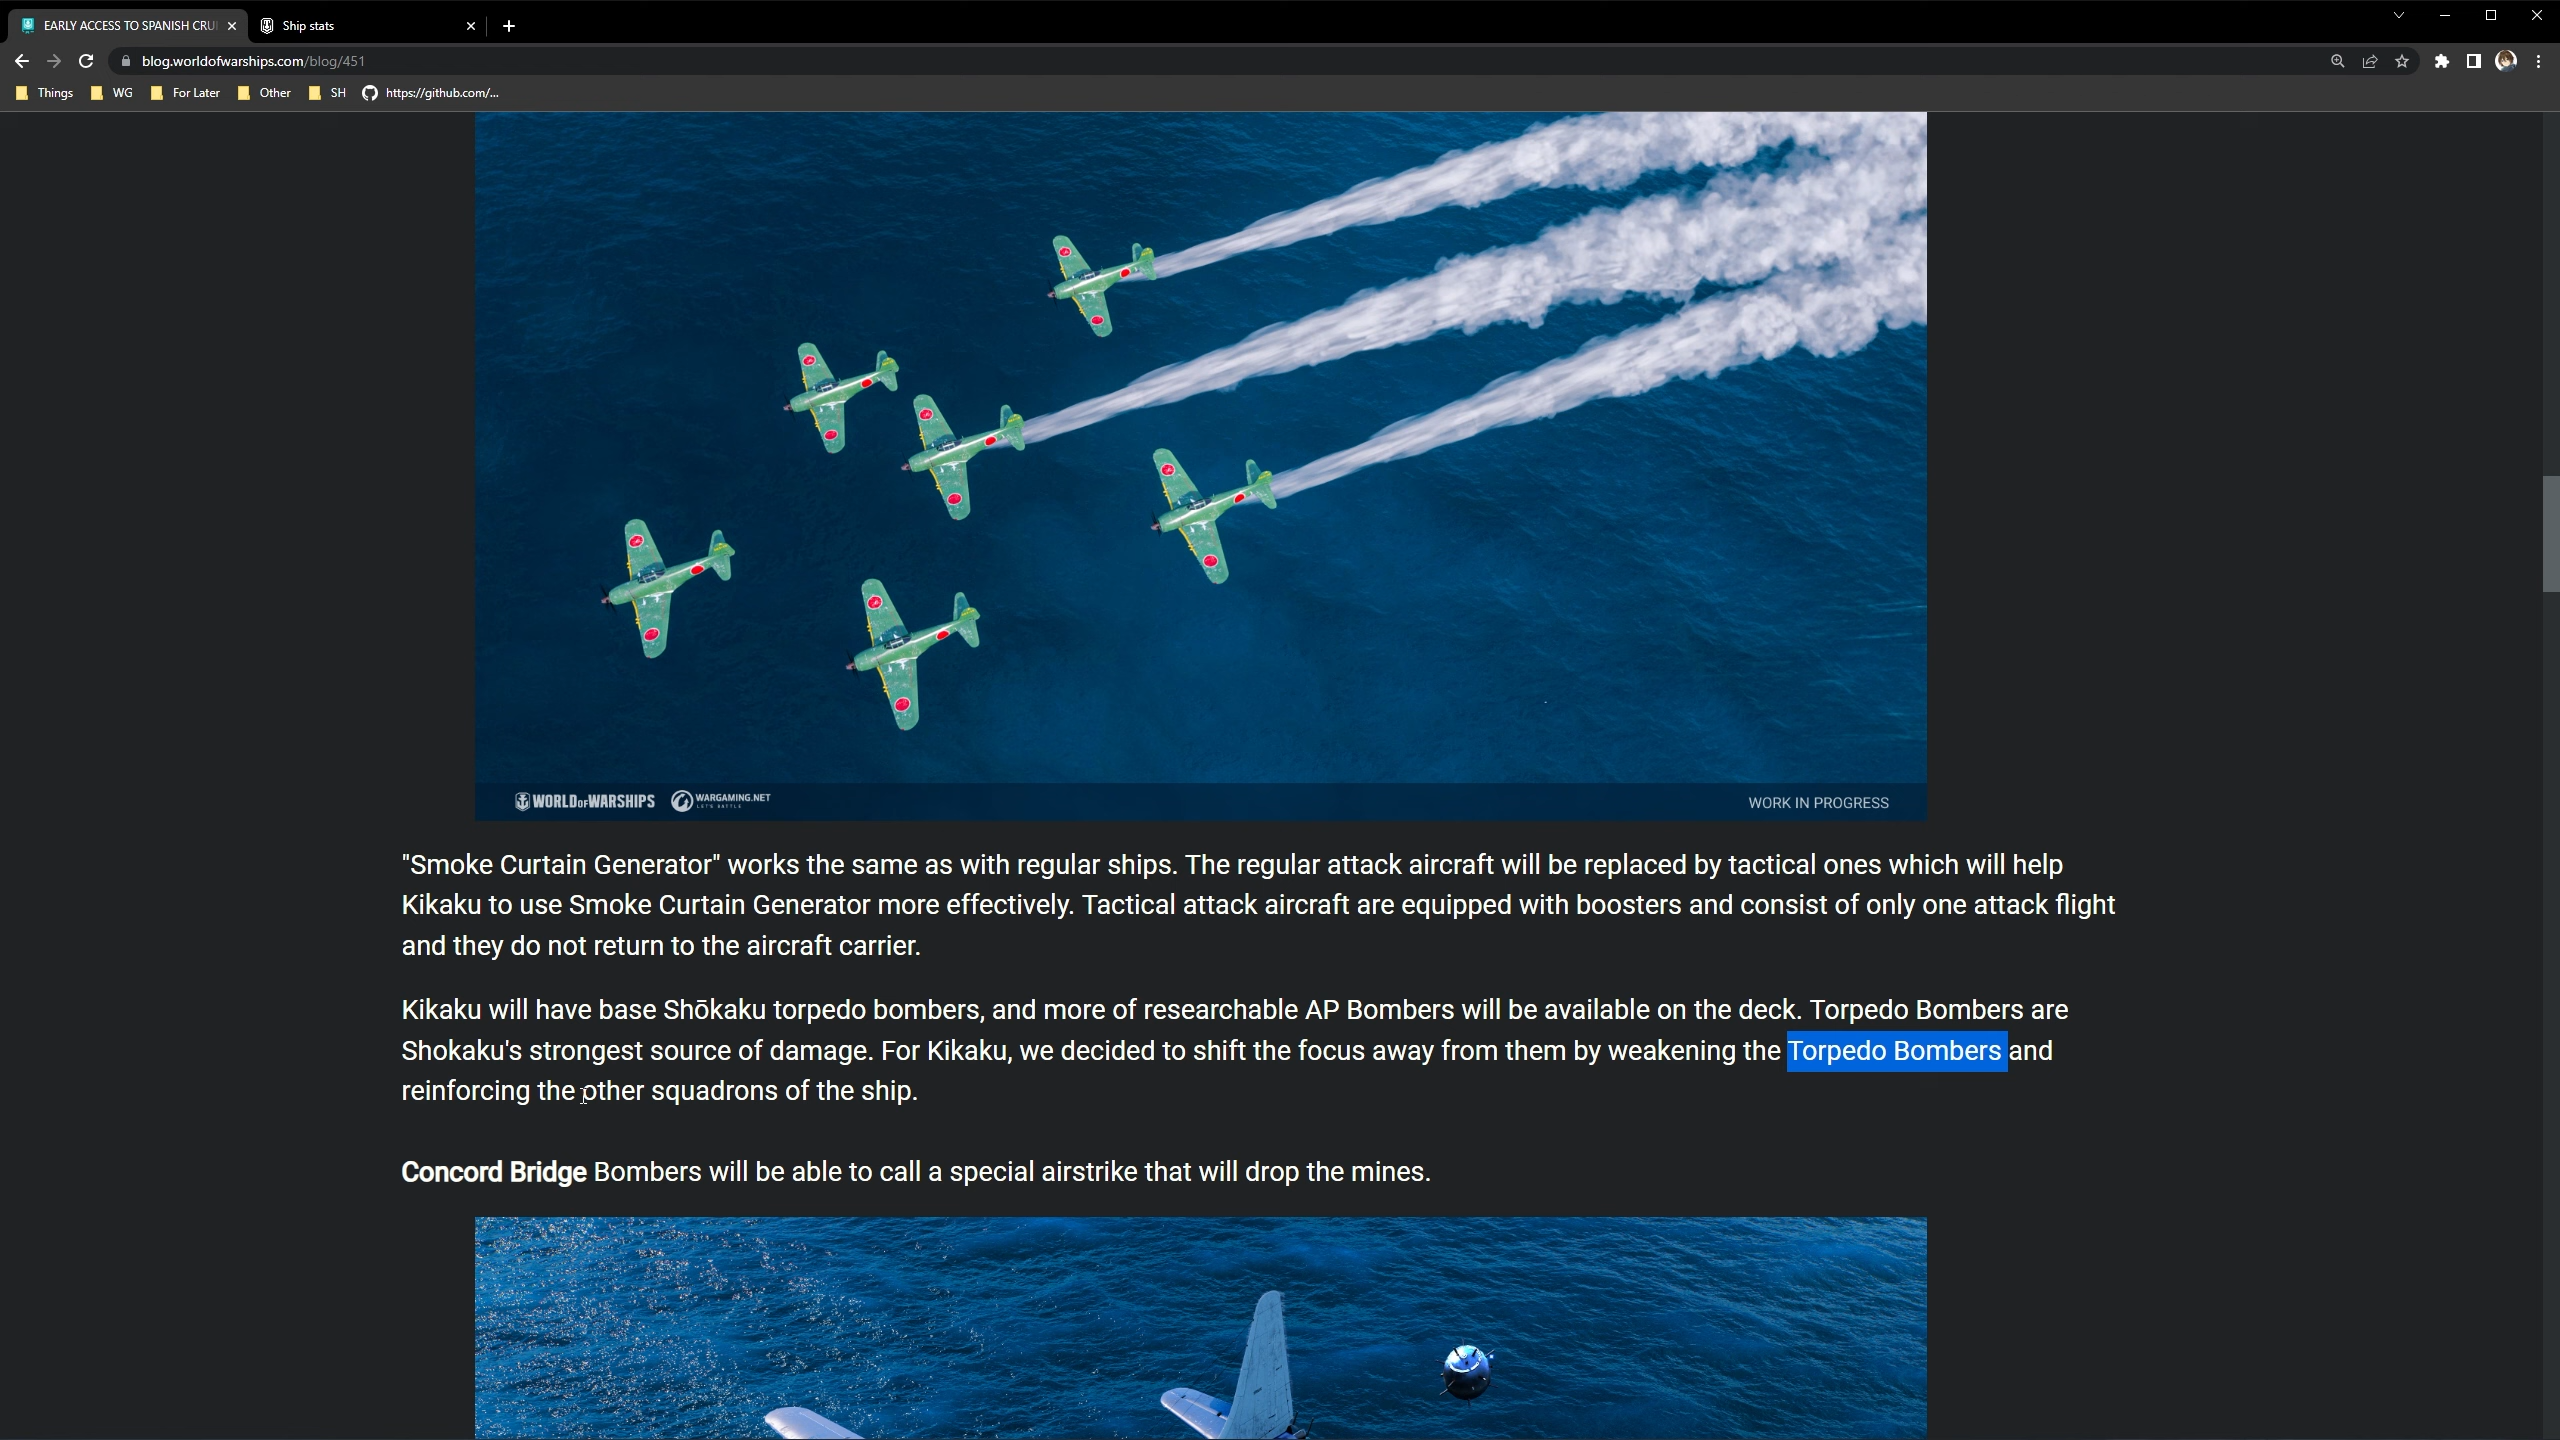 EARLY ACCESS TO SPANISH CRU
Ship stats
blog.worldofwarships.com/blog/451
Things
WG
For Later
Other
SH
https://github.com/...
WORLD OF WARSHIPS
WARGAMING.NET
LET'S BATTLE
WORK IN PROGRESS
"Smoke Curtain Generator" works the same as with regular ships. The regular attack aircraft will be replaced by tactical ones which will help
Kikaku to use Smoke Curtain Generator more effectively. Tactical attack aircraft are equipped with boosters and consist of only one attack flight
and they do not return to the aircraft carrier.
Kikaku will have base Shōkaku torpedo bombers, and more of researchable AP Bombers will be available on the deck. Torpedo Bombers are
Shokaku's strongest source of damage. For Kikaku, we decided to shift the focus away from them by weakening the Torpedo Bombers and
reinforcing the other squadrons of the ship.
Concord Bridge Bombers will be able to call a special airstrike that will drop the mines.